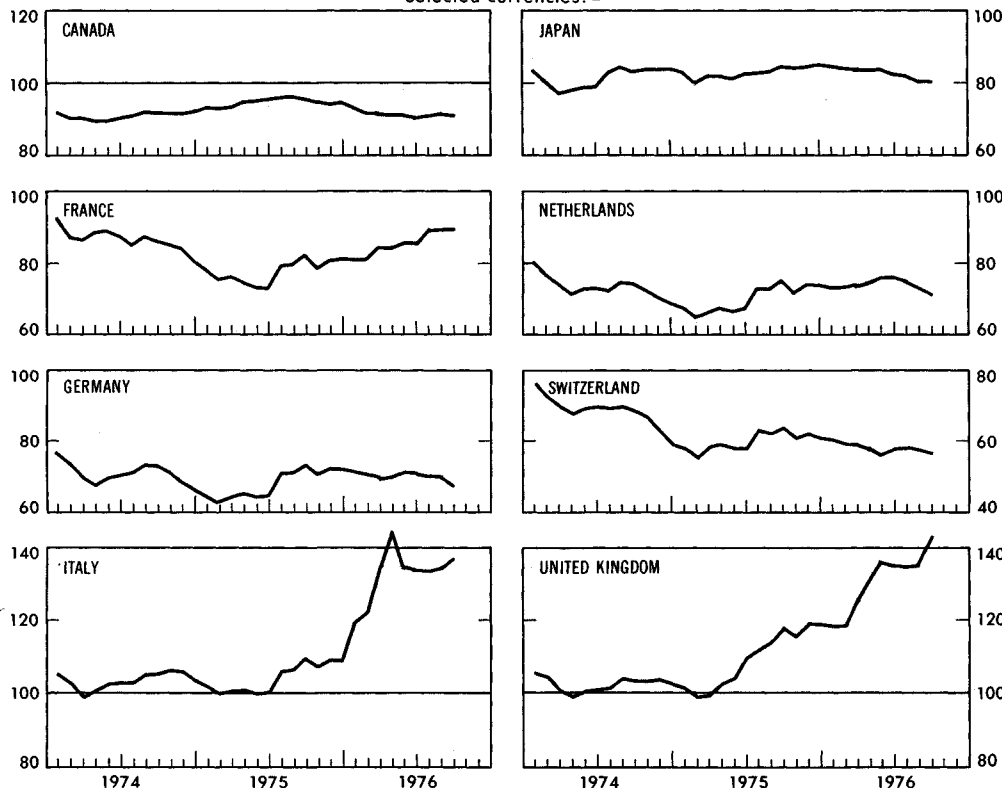 120 CANADA JAPAN 100
100 80
80 60
100 FRANCE NETHERLANDS 100
80 80
60 60
100 GERMANY SWITZERLAND 80
80 60
60 40
140 ITALY UNITED KINGDOM 140
120 120
100 100
80 80
1974 1975 1976 1974 1975 1976